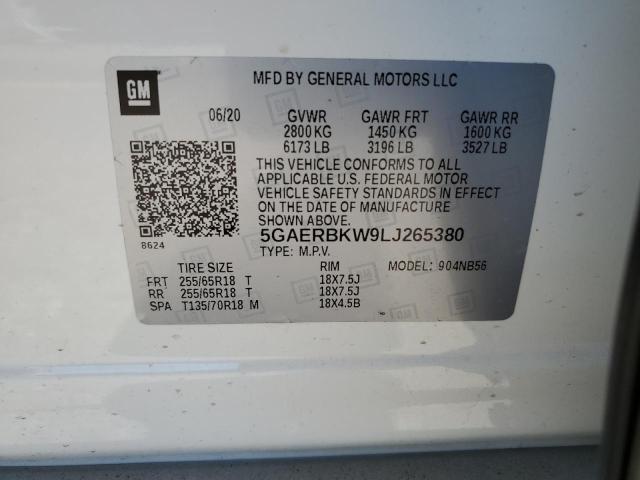 GM
MFD BY GENERAL MOTORS LLC
06/20 GVWR GAWR FRT GAWR RR
2800 KG 1450 KG 1600 KG
6173 LB 3196 LB 3527 LB
THIS VEHICLE CONFORMS TO ALL
APPLICABLE U.S. FEDERAL MOTOR
VEHICLE SAFETY STANDARDS IN EFFECT
ON THE DATE OF MANUFACTURE
SHOWN ABOVE.
8624
5GAERBKW9LJ265380
TYPE: M.P.V.
TIRE SIZE RIM MODEL: 904NB56
FRT 255/65R18 T 18X7.5J
RR 255/65R18 T 18X7.5J
SPA T135/70R18 M 18X4.5B